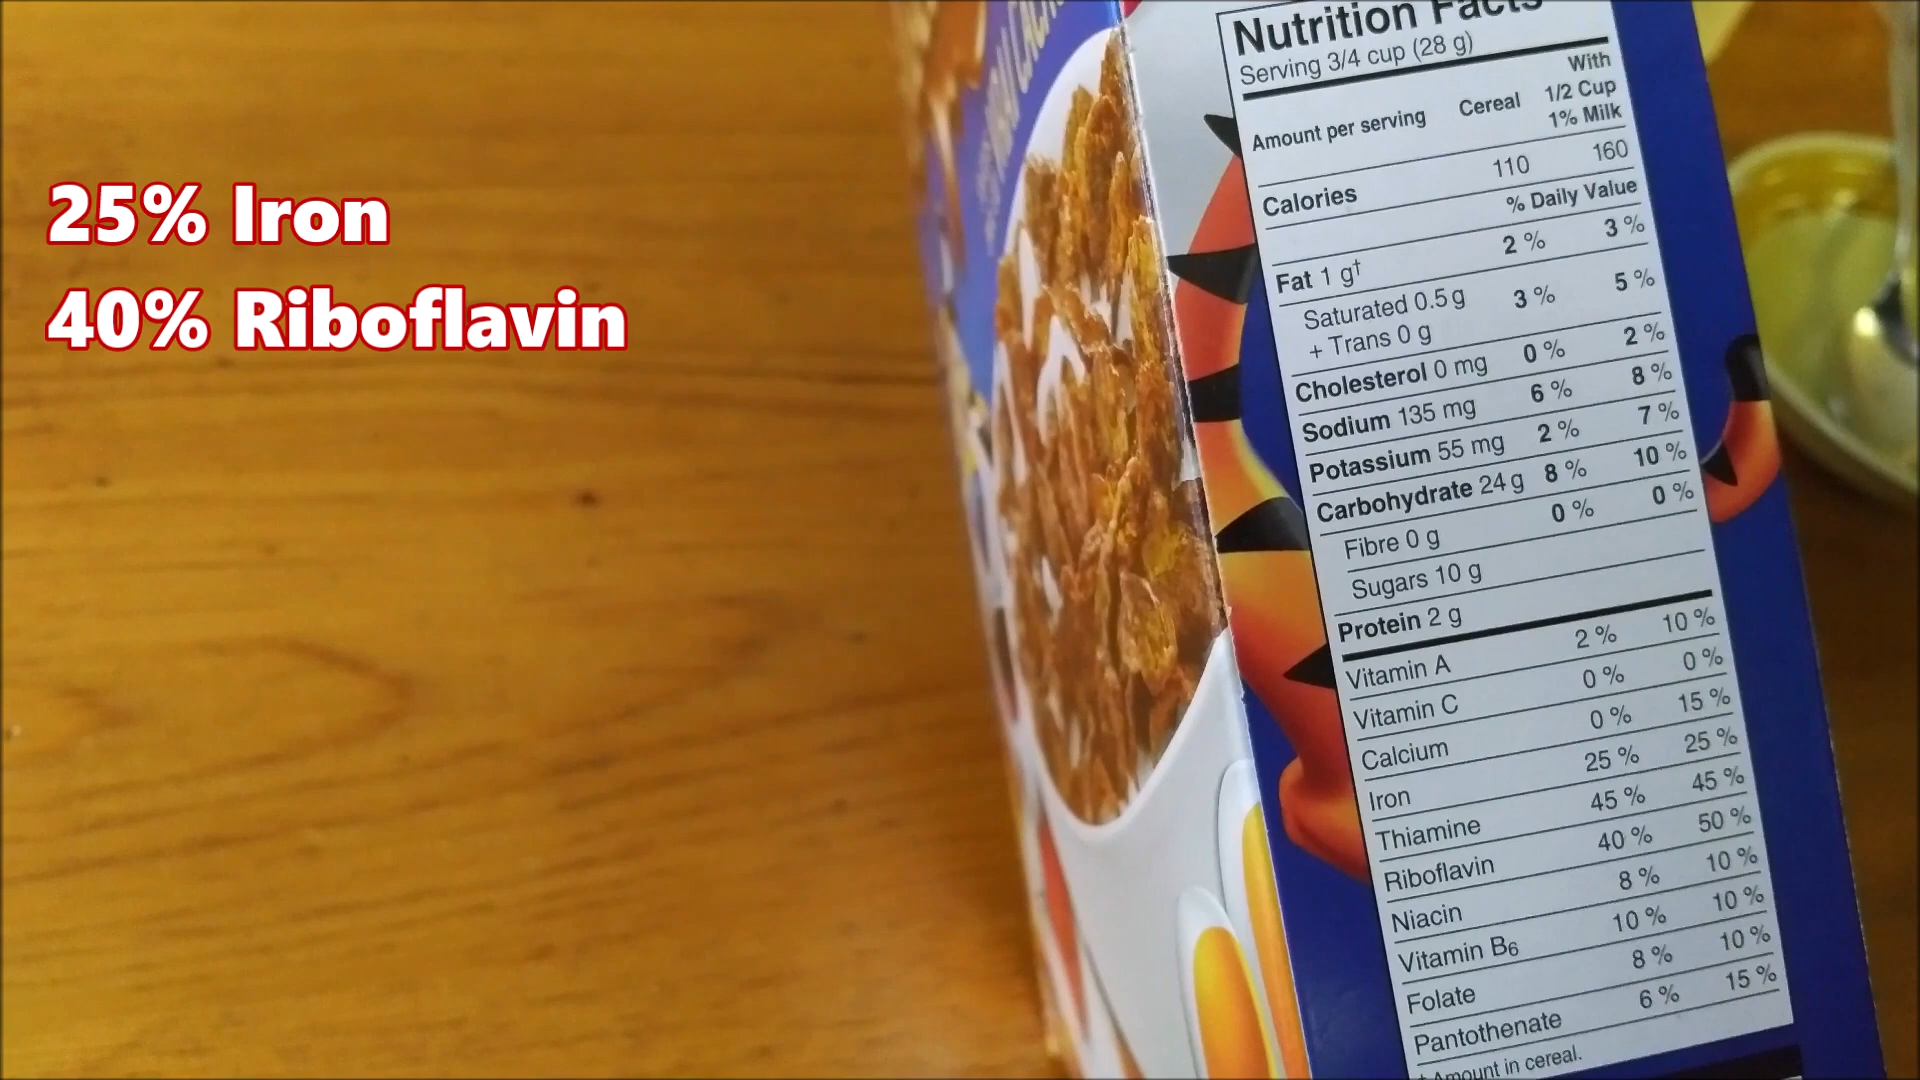 25% Iron
40% Riboflavin
Nutrition Facts
Serving 3/4 cup (28 g)
Amount per serving Cereal With 1/2 Cup 1% Milk
Calories 110 160
% Daily Value
Fat 1 g† 2 % 3 %
Saturated 0.5 g 3 % 5 %
+ Trans 0 g
Cholesterol 0 mg 0 % 2 %
Sodium 135 mg 6 % 8 %
Potassium 55 mg 2 % 7 %
Carbohydrate 24 g 8 % 10 %
Fibre 0 g 0 % 0 %
Sugars 10 g
Protein 2 g
Vitamin A 2 % 10 %
Vitamin C 0 % 0 %
Calcium 0 % 15 %
Iron 25 % 25 %
Thiamine 45 % 45 %
Riboflavin 40 % 50 %
Niacin 8 % 10 %
Vitamin B6 10 % 10 %
Folate 8 % 10 %
Pantothenate 6 % 15 %
† Amount in cereal.